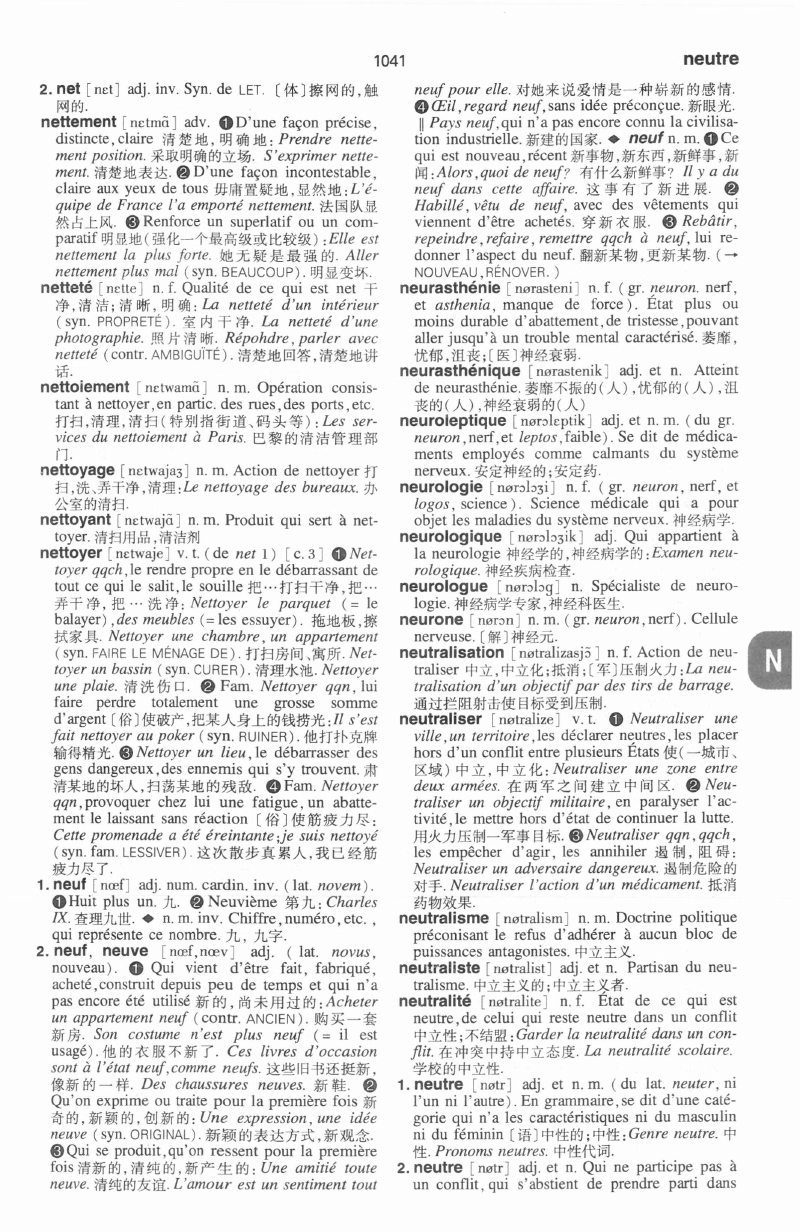 1041
neutre
2. net [net] adj. inv. Syn. de LET. 〔体〕擦网的,触
网的.
nettement [nɛtmɑ̃] adv. ❶D'une façon précise,
distincte,claire 清楚地,明确地:Prendre nette-
ment position. 采取明确的立场. S'exprimer nette-
ment. 清楚地表达. ❷D'une façon incontestable,
claire aux yeux de tous 毋庸置疑地,显然地:L'é-
quipe de France l'a emporté nettement. 法国队显
然占上风. ❸Renforce un superlatif ou un com-
paratif 明显地(强化一个最高级或比较级):Elle est
nettement la plus forte. 她无疑是最强的. Aller
nettement plus mal (syn. BEAUCOUP). 明显变坏.
netteté [nette] n. f. Qualité de ce qui est net 干
净,清洁;清晰,明确:La netteté d'un intérieur
(syn. PROPRETÉ). 室内干净. La netteté d'une
photographie. 照片清晰. Répohdre, parler avec
netteté (contr. AMBIGUÏTÉ). 清楚地回答,清楚地讲
话.
nettoiement [nɛtwamɑ̃] n. m. Opération consis-
tant à nettoyer,en partic. des rues,des ports,etc.
打扫,清理,清扫(特别指街道、码头等):Les ser-
vices du nettoiement à Paris. 巴黎的清洁管理部
门.
nettoyage [nɛtwajaʒ] n. m. Action de nettoyer 打
扫,洗、弄干净,清理:Le nettoyage des bureaux. 办
公室的清扫.
nettoyant [nɛtwajɑ̃] n. m. Produit qui sert à net-
toyer. 清扫用品,清洁剂
nettoyer [nɛtwaje] v. t. (de net 1) [c. 3] ❶Net-
toyer qqch,le rendre propre en le débarrassant de
tout ce qui le salit,le souille 把…打扫干净,把…
弄干净,把…洗净: Nettoyer le parquet (= le
balayer),des meubles (= les essuyer). 拖地板,擦
拭家具. Nettoyer une chambre, un appartement
(syn. FAIRE LE MÉNAGE DE). 打扫房间、寓所. Net-
toyer un bassin (syn. CURER). 清理水池. Nettoyer
une plaie. 清洗伤口. ❷ Fam. Nettoyer qqn, lui
faire perdre totalement une grosse somme
d'argent [俗]使破产,把某人身上的钱捞光:Il s'est
fait nettoyer au poker (syn. RUINER). 他打扑克牌
输得精光. ❸Nettoyer un lieu,le débarrasser des
gens dangereux,des ennemis qui s'y trouvent. 肃
清某地的坏人,扫荡某地的残敌. ❹Fam. Nettoyer
qqn,provoquer chez lui une fatigue,un abatte-
ment le laissant sans réaction 〔俗〕使筋疲力尽:
Cette promenade a été éreintante;je suis nettoyé
(syn. fam. LESSIVER). 这次散步真累人,我已经筋
疲力尽了.
1. neuf [nœf] adj. num. cardin. inv. (lat. novem).
❶Huit plus un. 九. ❷ Neuvième 第九: Charles
IX. 查理九世. ◆ n. m. inv. Chiffre,numéro,etc. ,
qui représente ce nombre. 九, 九字.
2. neuf, neuve [nœf,nœv] adj. ( lat. novus,
nouveau). ❶ Qui vient d'être fait, fabriqué,
acheté,construit depuis peu de temps et qui n'a
pas encore été utilisé 新的,尚未用过的:Acheter
un appartement neuf (contr. ANCIEN). 购买一套
新房. Son costume n'est plus neuf (= il est
usagé). 他的衣服不新了. Ces livres d'occasion
sont à l'état neuf,comme neufs. 这些旧书还挺新,
像新的一样. Des chaussures neuves. 新鞋. ❷
Qu'on exprime ou traite pour la première fois 新
奇的,新颖的,创新的:Une expression, une idée
neuve (syn. ORIGINAL). 新颖的表达方式,新观念.
❸Qui se produit,qu'on ressent pour la première
fois 清新的,清纯的,新产生的:Une amitié toute
neuve. 清纯的友谊. L'amour est un sentiment tout
neuf pour elle. 对她来说爱情是一种崭新的感情.
❹Œil,regard neuf,sans idée préconçue. 新眼光.
‖ Pays neuf,qui n'a pas encore connu la civilisa-
tion industrielle. 新建的国家. ◆ neuf n. m. ❶Ce
qui est nouveau,récent 新事物,新东西,新鲜事,新
闻:Alors,quoi de neuf? 有什么新鲜事? Il y a du
neuf dans cette affaire. 这事有了新进展. ❷
Habillé,vêtu de neuf, avec des vêtements qui
viennent d'être achetés. 穿新衣服. ❸ Rebâtir,
repeindre,refaire, remettre qqch à neuf, lui re-
donner l'aspect du neuf. 翻新某物,更新某物. (→
NOUVEAU,RÉNOVER. )
neurasthénie [nørasteni] n. f. (gr. neuron. nerf,
et asthenia, manque de force). État plus ou
moins durable d'abattement,de tristesse,pouvant
aller jusqu'à un trouble mental caractérisé. 萎靡,
忧郁,沮丧;[医]神经衰弱.
neurasthénique [nørastenik] adj. et n. Atteint
de neurasthénie. 萎靡不振的(人),忧郁的(人),沮
丧的(人),神经衰弱的(人)
neuroleptique [nørɔlɛptik] adj. et n. m. (du gr.
neuron,nerf,et leptos,faible). Se dit de médica-
ments employés comme calmants du système
nerveux. 安定神经的;安定药.
neurologie [nørɔlɔʒi] n. f. ( gr. neuron, nerf, et
logos, science). Science médicale qui a pour
objet les maladies du système nerveux. 神经病学.
neurologique [nørɔlɔʒik] adj. Qui appartient à
la neurologie 神经学的,神经病学的:Examen neu-
rologique. 神经疾病检查.
neurologue [nørɔlɔg] n. Spécialiste de neuro-
logie. 神经病学专家,神经科医生.
neurone [nørɔn] n. m. (gr. neuron,nerf). Cellule
nerveuse. [解]神经元.
neutralisation [nøtralizasjɔ̃] n. f. Action de neu-
traliser 中立,中立化;抵消;〔军〕压制火力:La neu-
tralisation d'un objectif par des tirs de barrage.
通过拦阻射击使目标受到压制.
neutraliser [nøtralize] v. t. ❶ Neutraliser une
ville,un territoire,les déclarer neutres,les placer
hors d'un conflit entre plusieurs États 使(一城市、
区域)中立,中立化: Neutraliser une zone entre
deux armées. 在两军之间建立中间区. ❷ Neu-
traliser un objectif militaire, en paralyser l'ac-
tivité,le mettre hors d'état de continuer la lutte.
用火力压制一军事目标. ❸Neutraliser qqn,qqch,
les empêcher d'agir, les annihiler 遏制,阻碍:
Neutraliser un adversaire dangereux. 遏制危险的
对手. Neutraliser l'action d'un médicament. 抵消
药物效果.
neutralisme [nøtralism] n. m. Doctrine politique
préconisant le refus d'adhérer à aucun bloc de
puissances antagonistes. 中立主义.
neutraliste [nøtralist] adj. et n. Partisan du neu-
tralisme. 中立主义的;中立主义者.
neutralité [nøtralite] n. f. État de ce qui est
neutre,de celui qui reste neutre dans un conflit
中立性;不结盟:Garder la neutralité dans un con-
flit. 在冲突中持中立态度. La neutralité scolaire.
学校的中立性.
N
1. neutre [nøtr] adj. et n. m. ( du lat. neuter, ni
l'un ni l'autre). En grammaire,se dit d'une caté-
gorie qui n'a les caractéristiques ni du masculin
ni du féminin 〔语〕中性的;中性:Genre neutre. 中
性. Pronoms neutres. 中性代词.
2. neutre [nøtr] adj. et n. Qui ne participe pas à
un conflit, qui s'abstient de prendre parti dans